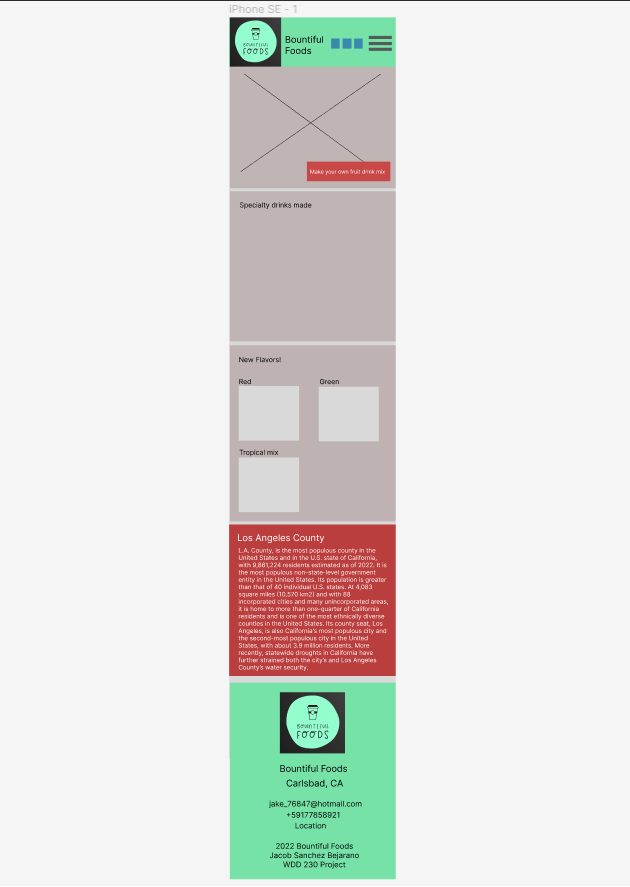 iPhone SE - 1
BOUNTIFUL
FOODS
Bountiful
Foods
Make your own fruit drink mix
Specialty drinks made
New Flavors!
Red
Green
Tropical mix
Los Angeles County
L.A. County, is the most populous county in the
United States and in the U.S. state of California,
with 9,861,224 residents estimated as of 2022. It is
the most populous non-state-level government
entity in the United States. Its population is greater
than that of 40 individual U.S. states. At 4,083
square miles (10,570 km2) and with 88
incorporated cities and many unincorporated areas,
it is home to more than one-quarter of California
residents and is one of the most ethnically diverse
counties in the United States. Its county seat, Los
Angeles, is also California's most populous city and
the second-most populous city in the United
States, with about 3.9 million residents. More
recently, statewide droughts in California have
further strained both the city's and Los Angeles
County's water security.
BOUNTIFUL
FOODS
Bountiful Foods
Carlsbad, CA
jake_76847@hotmail.com
+59177858921
Location
2022 Bountiful Foods
Jacob Sanchez Bejarano
WDD 230 Project